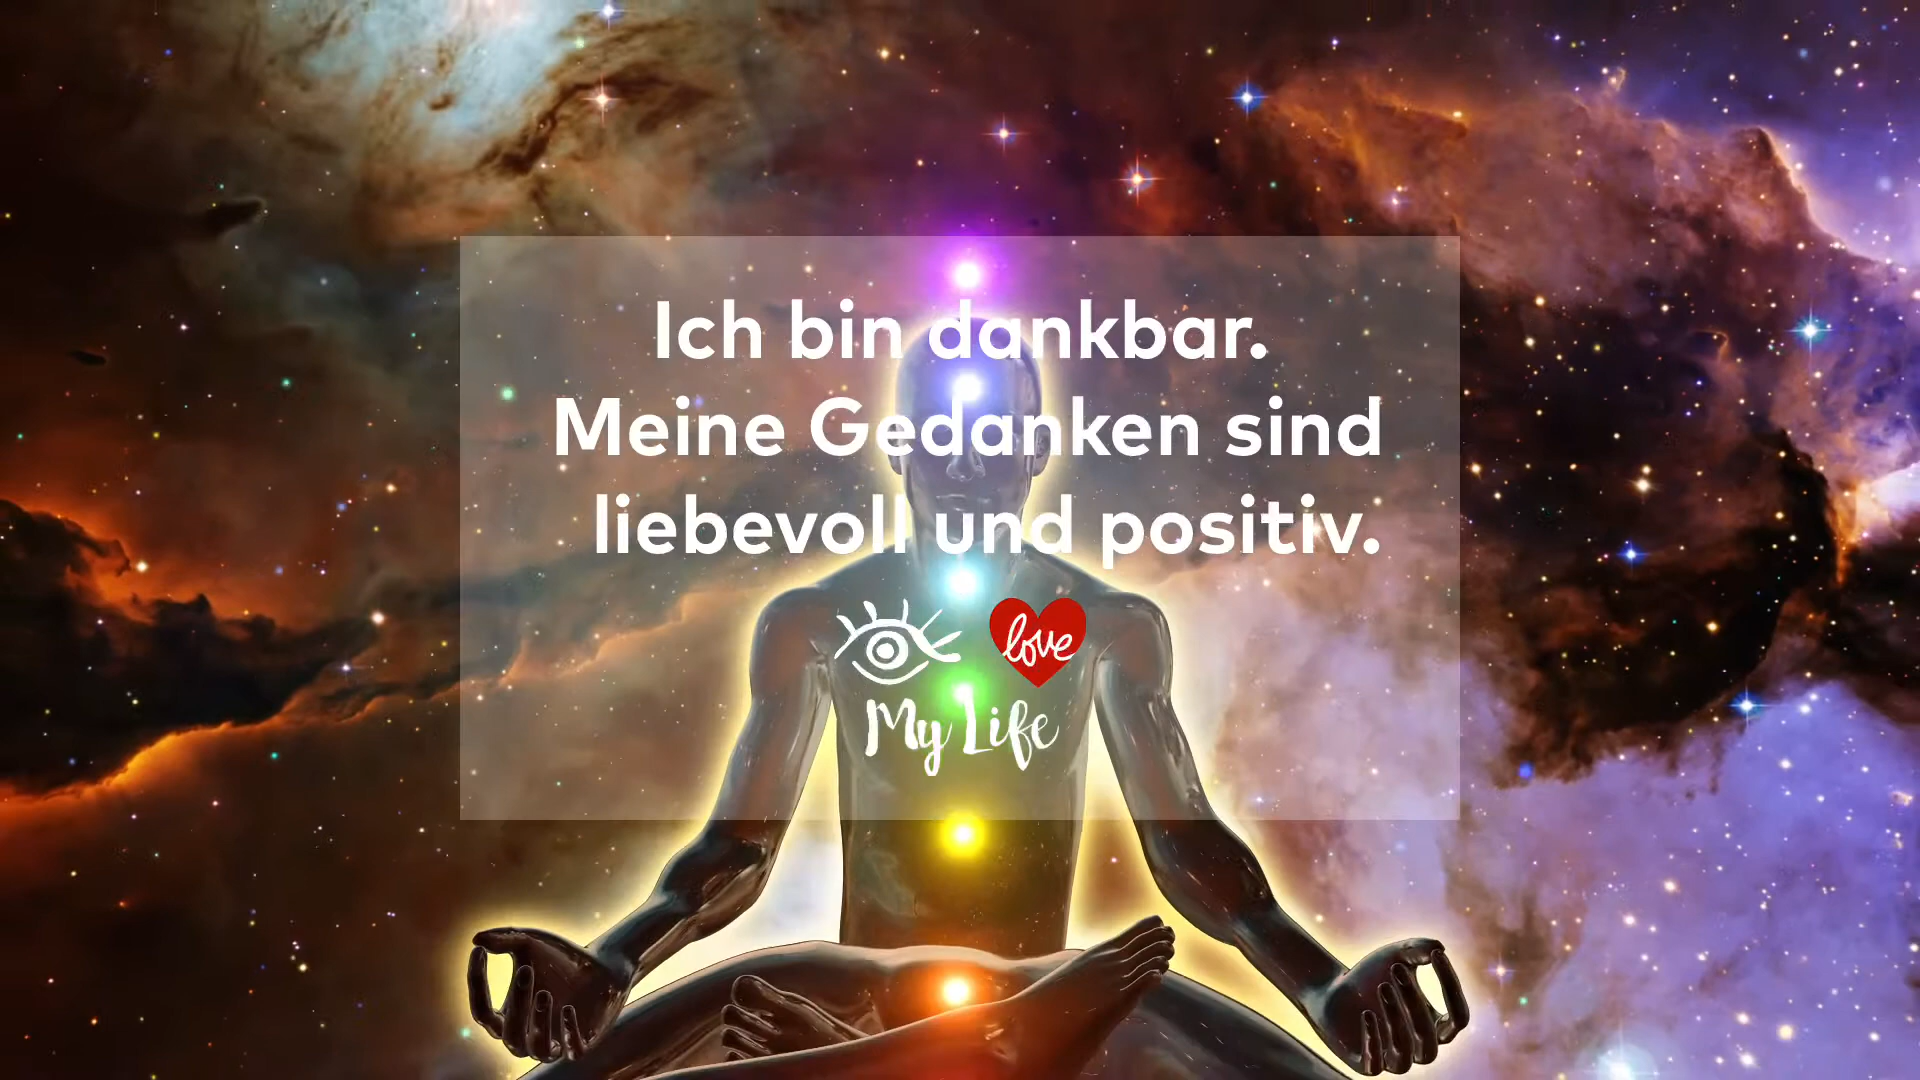 Ich bin dankbar.
Meine Gedanken sind
liebevoll und positiv.
love
My Life